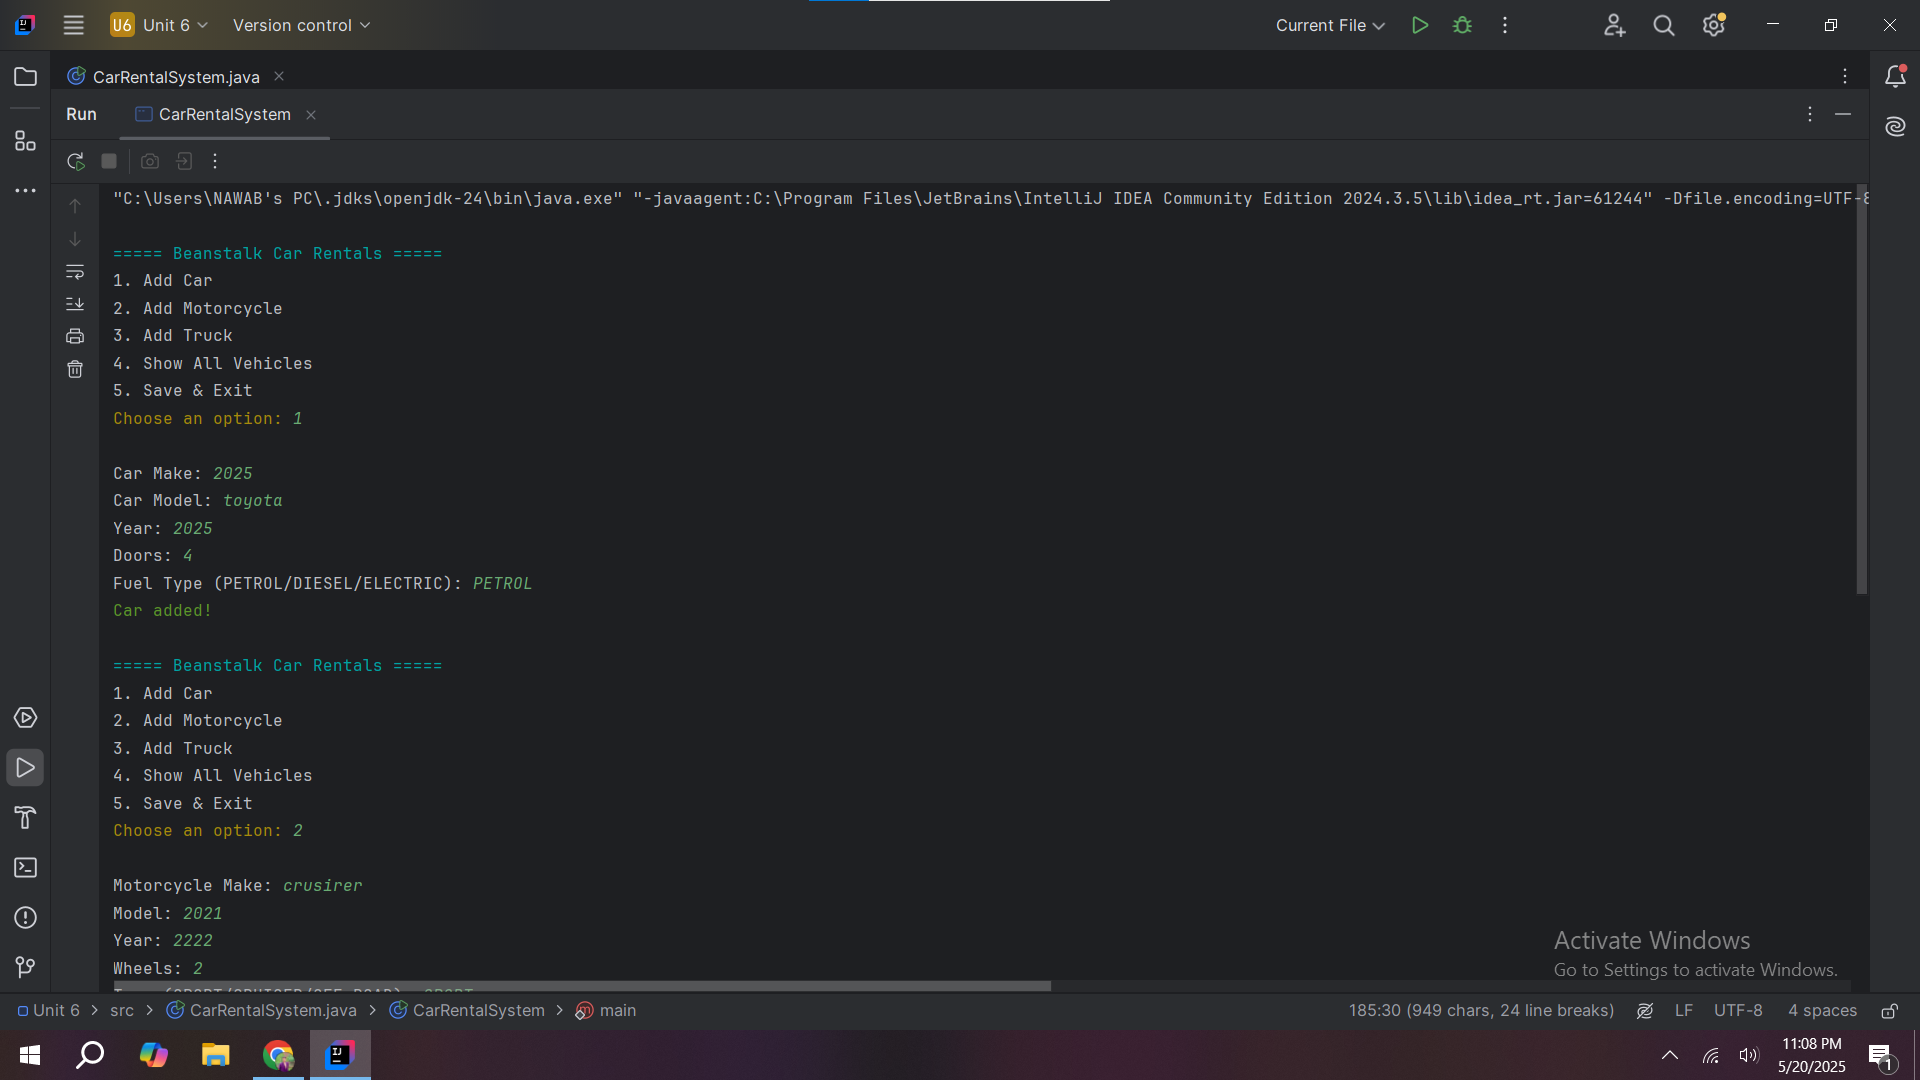 U6 Unit 6 Version control Current File
CarRentalSystem.java
Run CarRentalSystem
"C:\Users\NAWAB's PC\.jdks\openjdk-24\bin\java.exe" "-javaagent:C:\Program Files\JetBrains\IntelliJ IDEA Community Edition 2024.3.5\lib\idea_rt.jar=61244" -Dfile.encoding=UTF-8
===== Beanstalk Car Rentals =====
1. Add Car
2. Add Motorcycle
3. Add Truck
4. Show All Vehicles
5. Save & Exit
Choose an option: 1
Car Make: 2025
Car Model: toyota
Year: 2025
Doors: 4
Fuel Type (PETROL/DIESEL/ELECTRIC): PETROL
Car added!
===== Beanstalk Car Rentals =====
1. Add Car
2. Add Motorcycle
3. Add Truck
4. Show All Vehicles
5. Save & Exit
Choose an option: 2
Motorcycle Make: crusirer
Model: 2021
Year: 2222
Wheels: 2
Activate Windows
Go to Settings to activate Windows.
Unit 6 > src > CarRentalSystem.java > CarRentalSystem > main 185:30 (949 chars, 24 line breaks) LF UTF-8 4 spaces
11:08 PM
5/20/2025
1